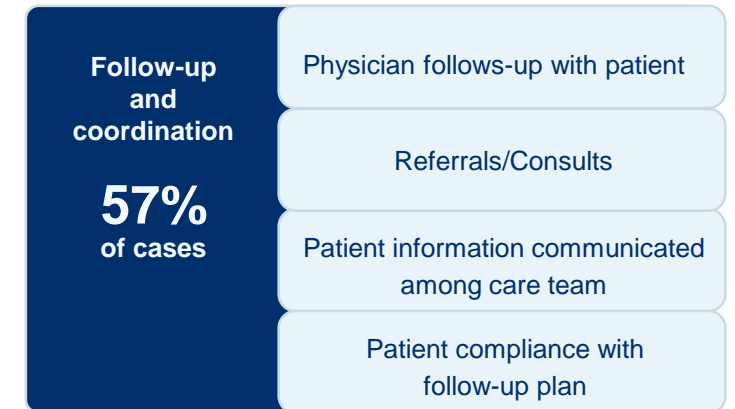 Follow-up
and
coordination
57%
of cases
Physician follows-up with patient
Referrals/Consults
Patient information communicated
among care team
Patient compliance with
follow-up plan